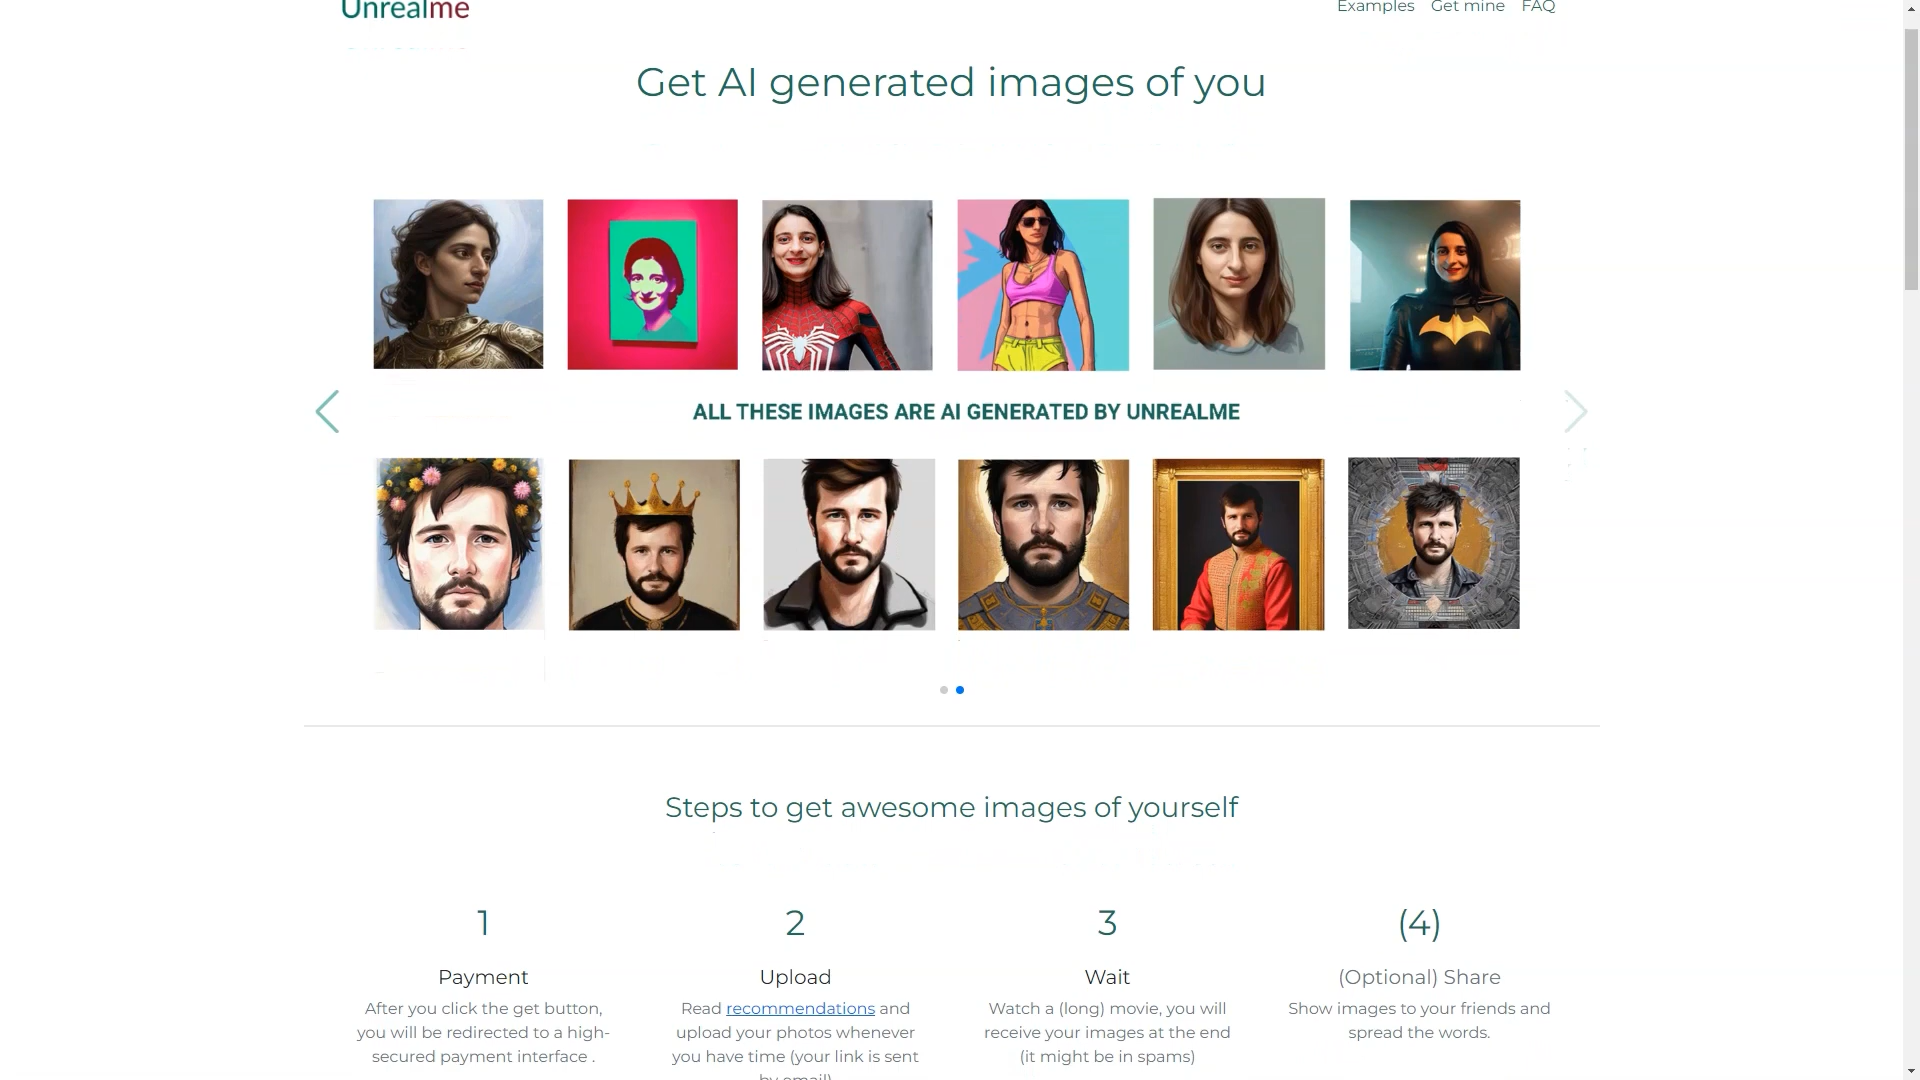 Unrealme
Examples Get mine FAQ
Get AI generated images of you
ALL THESE IMAGES ARE AI GENERATED BY UNREALME
Steps to get awesome images of yourself
1
Payment
After you click the get button,
you will be redirected to a high-
secured payment interface .
2
Upload
Read recommendations and
upload your photos whenever
you have time (your link is sent
by email)
3
Wait
Watch a (long) movie, you will
receive your images at the end
(it might be in spams)
(4)
(Optional) Share
Show images to your friends and
spread the words.